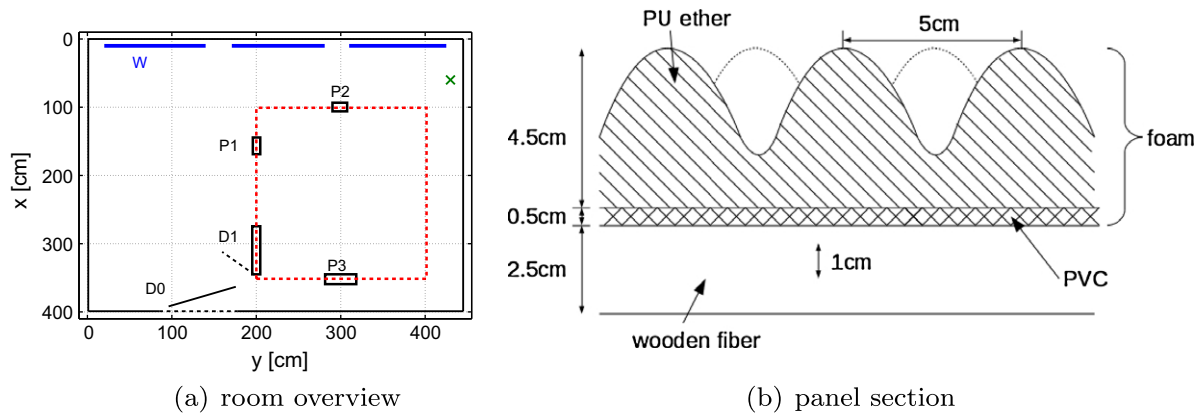 0
100
200
300
400
x [cm]
0
100
200
300
400
y [cm]
W
P2
P1
D1
P3
D0
(a) room overview
PU ether
5cm
4.5cm
foam
0.5cm
2.5cm
1cm
PVC
wooden fiber
(b) panel section